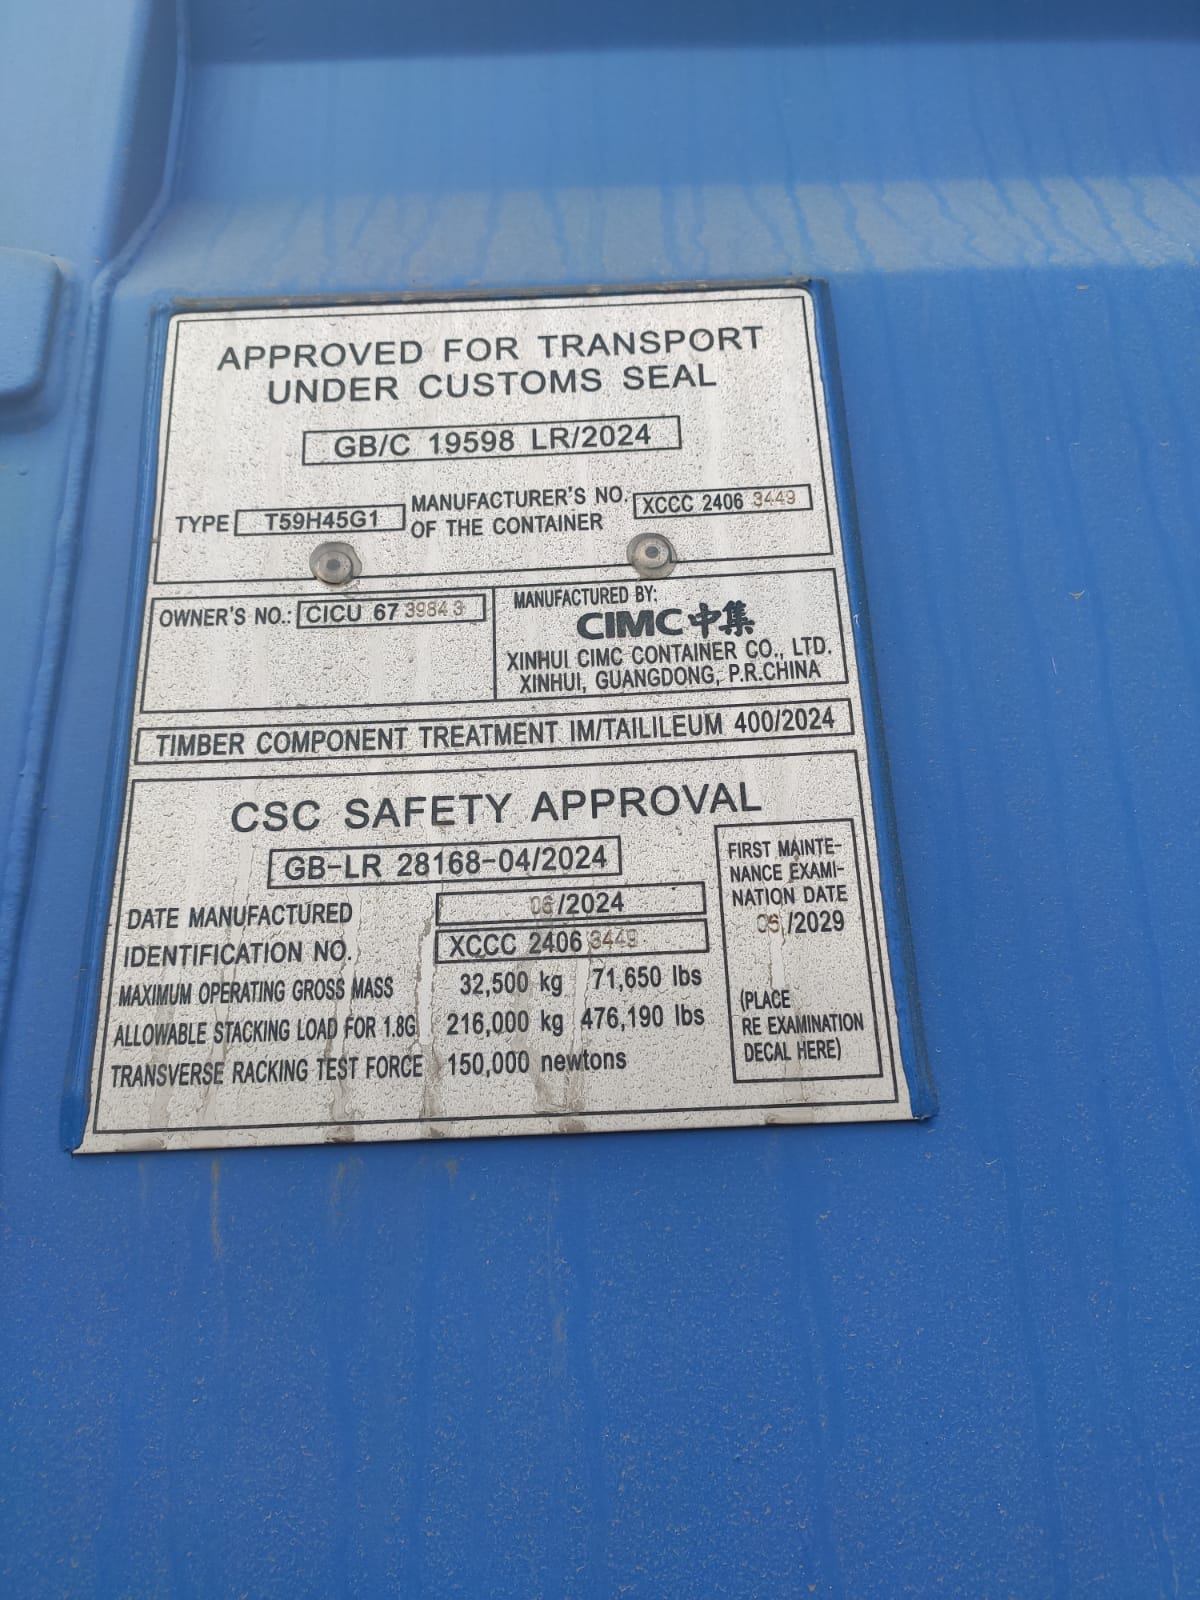 APPROVED FOR TRANSPORT
UNDER CUSTOMS SEAL
GB/C 19598 LR/2024
TYPE T59H45G1
MANUFACTURER'S NO.
OF THE CONTAINER
XCCC 2406 3449
OWNER'S NO.: CICU 67 39843
MANUFACTURED BY:
CIMC中集
XINHUI CIMC CONTAINER CO., LTD.
XINHUI, GUANGDONG, P.R.CHINA
TIMBER COMPONENT TREATMENT IM/TAILILEUM 400/2024
CSC SAFETY APPROVAL
GB-LR 28168-04/2024
DATE MANUFACTURED 06/2024
IDENTIFICATION NO. XCCC 2406 3449
MAXIMUM OPERATING GROSS MASS 32,500 kg 71,650 lbs
ALLOWABLE STACKING LOAD FOR 1.8G 216,000 kg 476,190 lbs
TRANSVERSE RACKING TEST FORCE 150,000 newtons
FIRST MAINTE-
NANCE EXAMI-
NATION DATE
06/2029
(PLACE
RE EXAMINATION
DECAL HERE)